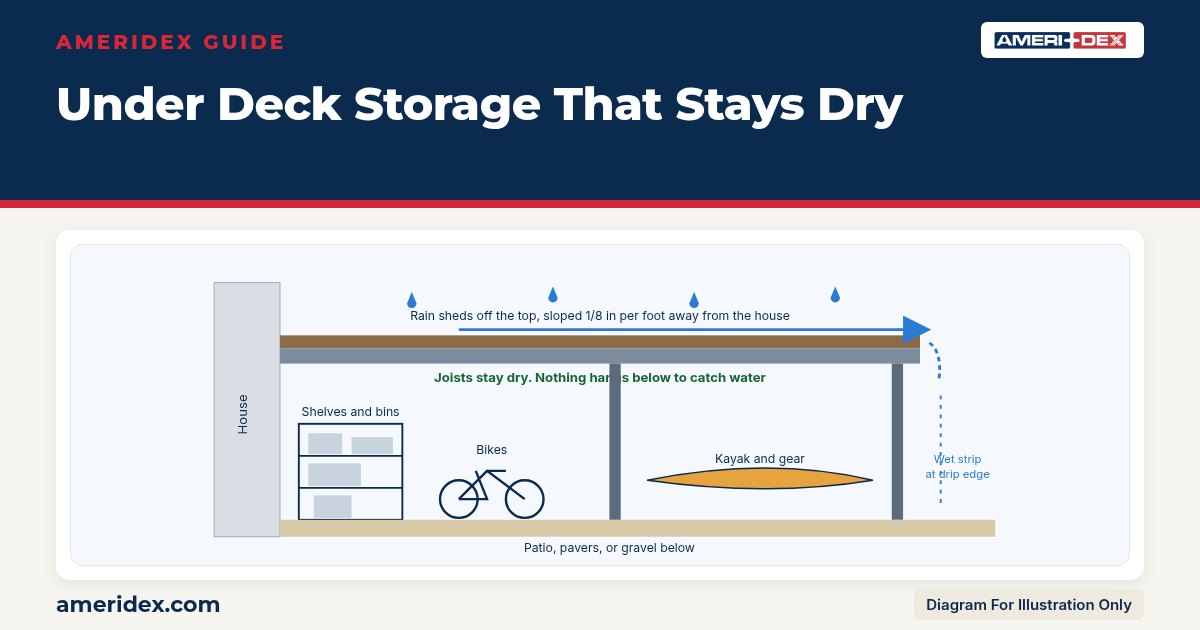 AMERIDEX GUIDE
AMERI-DEX
Under Deck Storage That Stays Dry
Rain sheds off the top, sloped 1/8 in per foot away from the house
Joists stay dry. Nothing hangs below to catch water
House
Shelves and bins
Bikes
Kayak and gear
Wet strip
at drip edge
Patio, pavers, or gravel below
ameridex.com
Diagram For Illustration Only